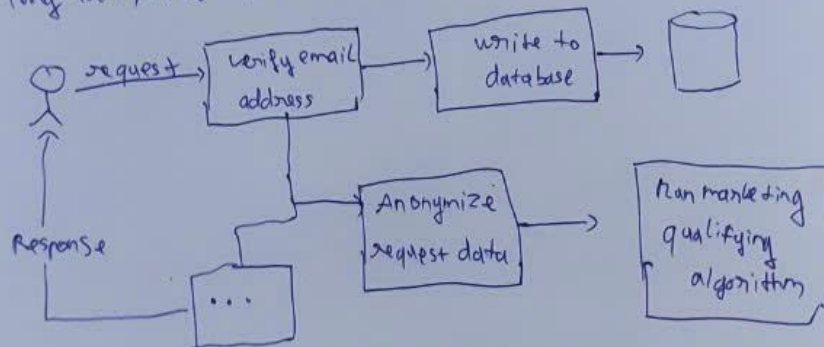 request
verify email
address
write to
database
Anonymize
request data
Run marketing
qualifying
algorithm
Response
...